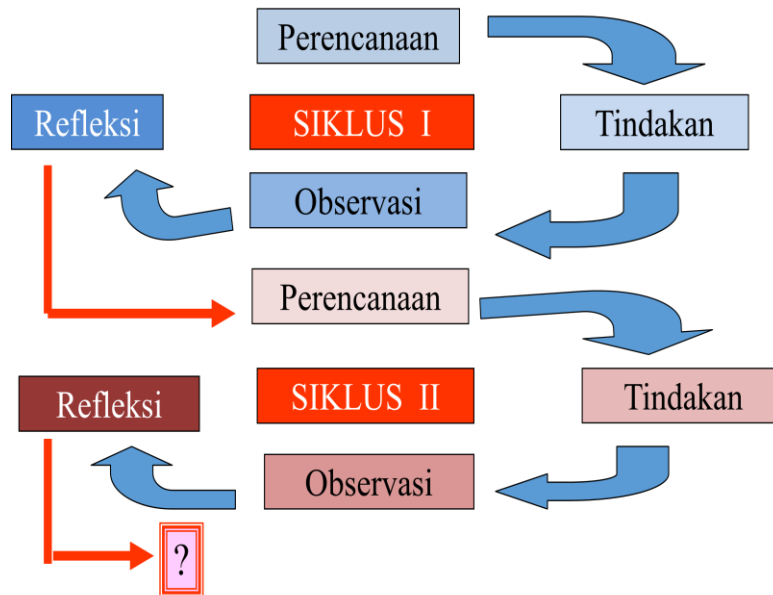 Perencanaan
Refleksi
SIKLUS I
Tindakan
Observasi
Perencanaan
Refleksi
SIKLUS II
Tindakan
Observasi
?